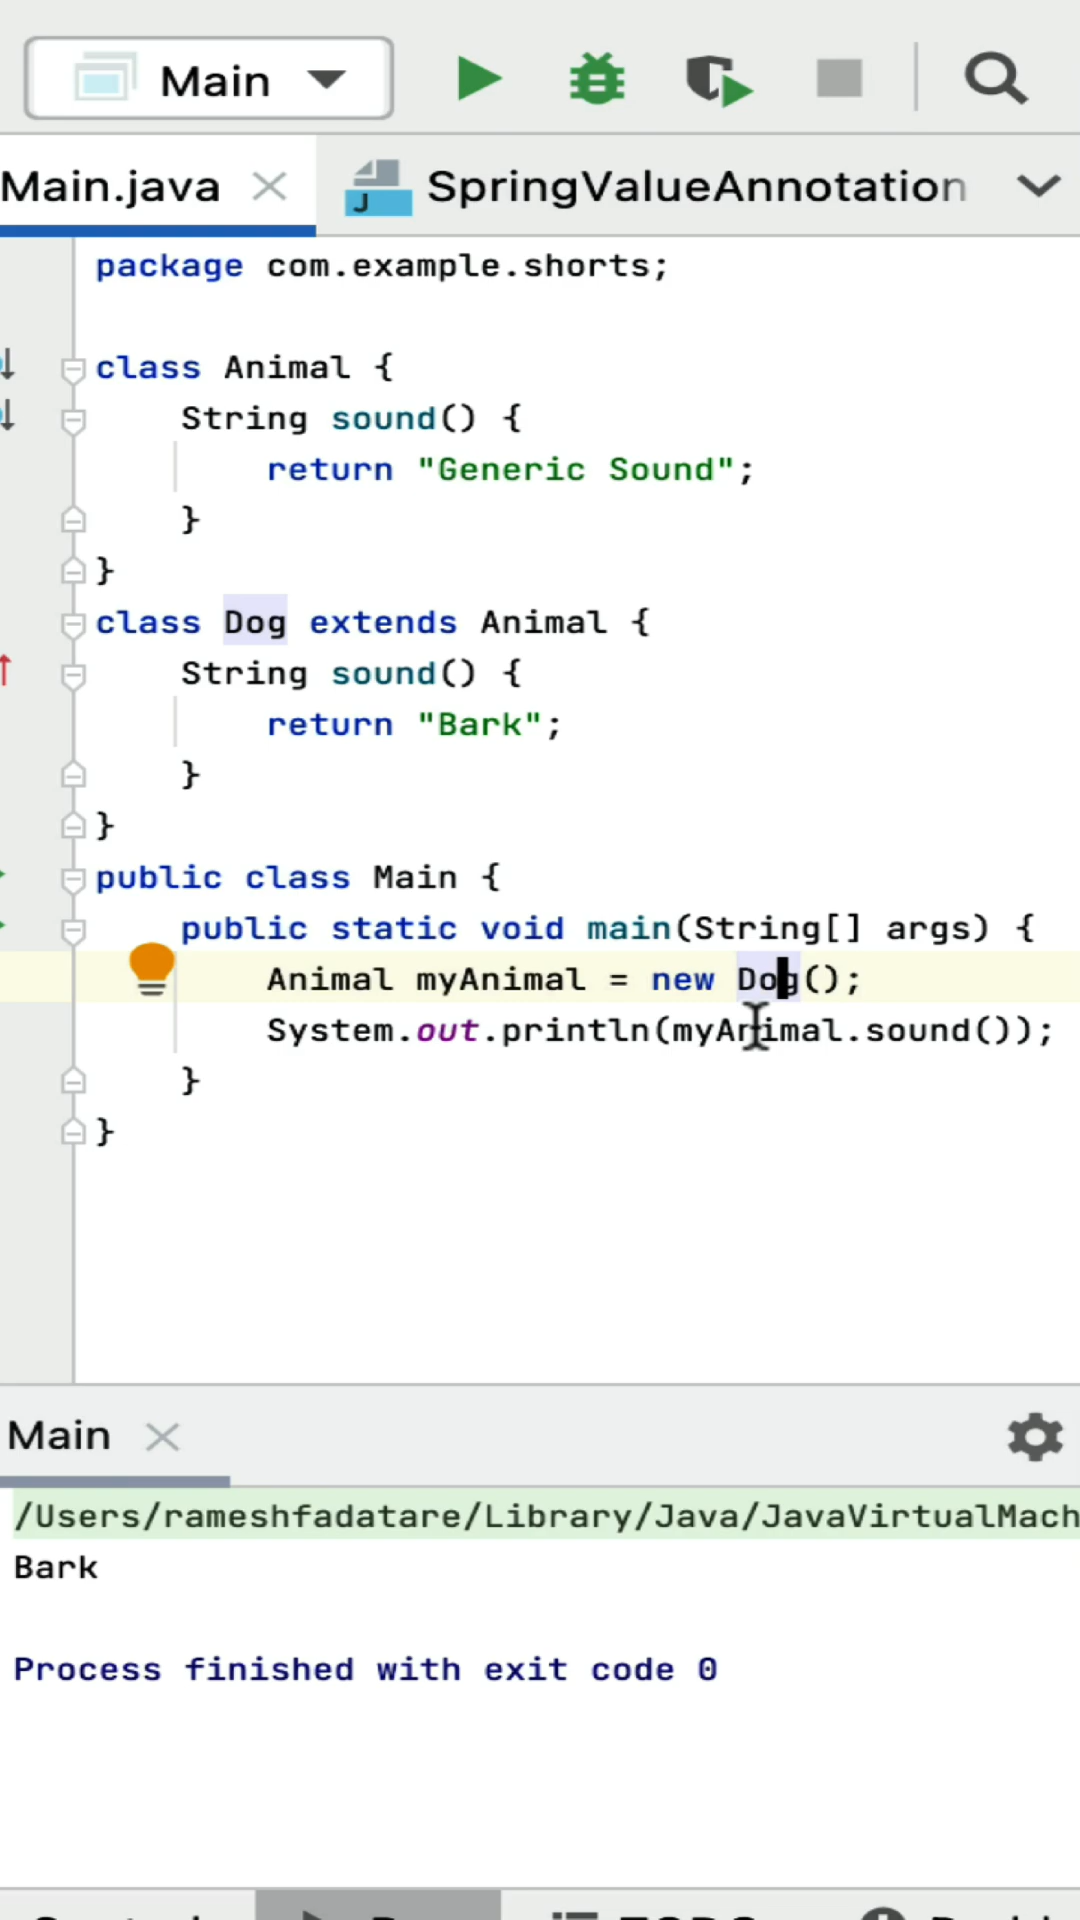 Main
Main.java
SpringValueAnnotation
package com.example.shorts;
class Animal {
String sound() {
return "Generic Sound";
}
}
class Dog extends Animal {
String sound() {
return "Bark";
}
}
public class Main {
public static void main(String[] args) {
Animal myAnimal = new Dog();
System.out.println(myAnimal.sound());
}
}
Main
/Users/rameshfadatare/Library/Java/JavaVirtualMach
Bark
Process finished with exit code 0